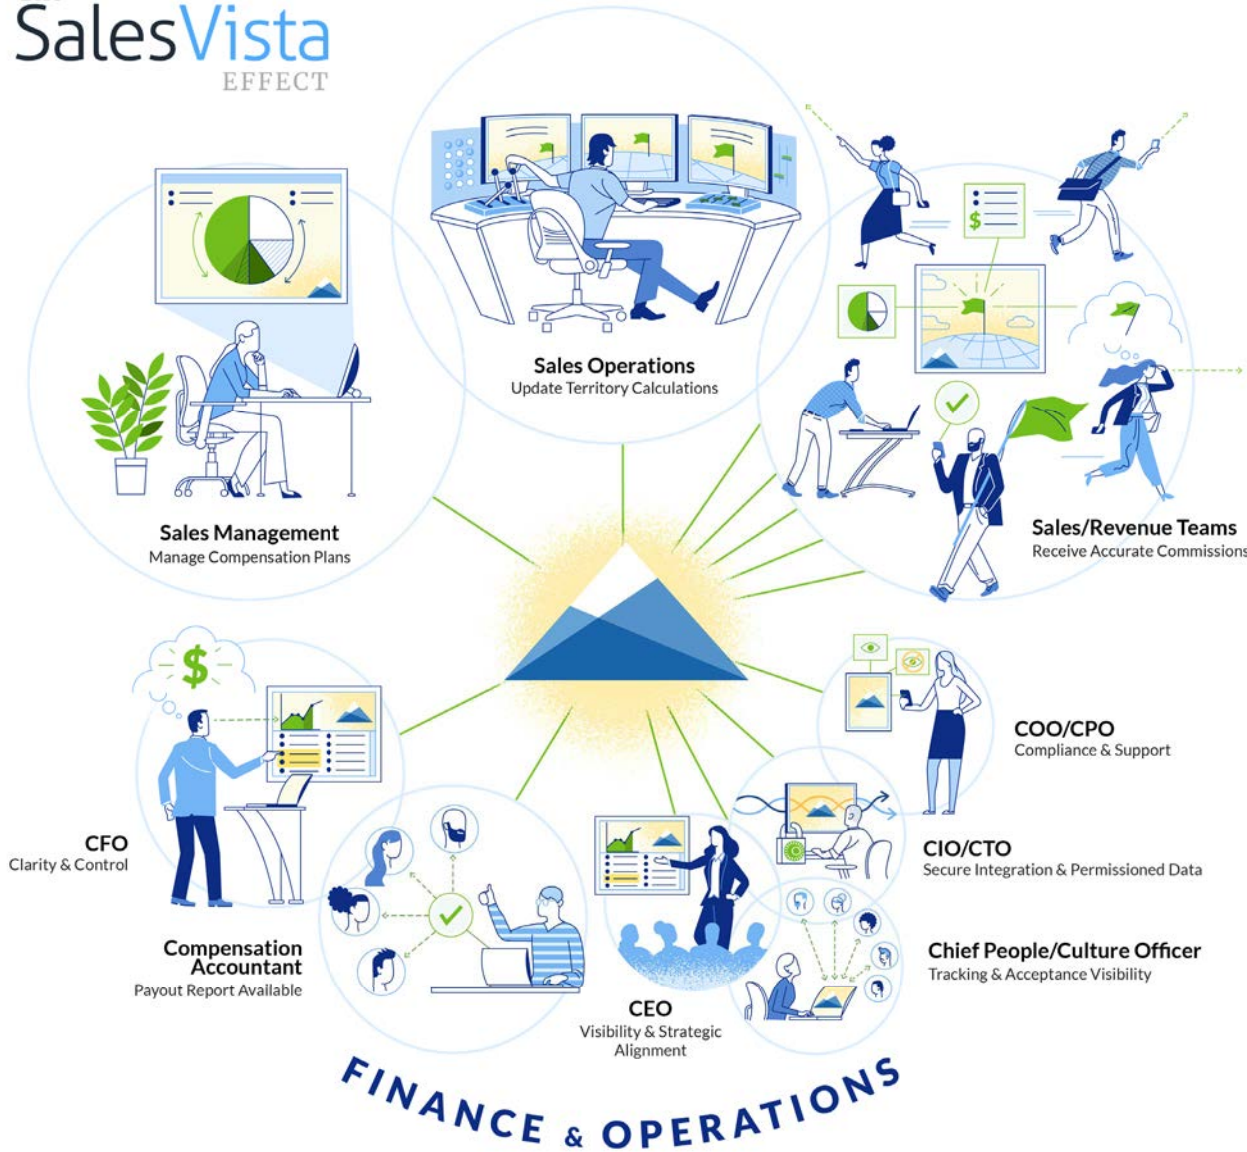 SalesVista
EFFECT
Sales Operations
Update Territory Calculations
Sales Management
Manage Compensation Plans
Sales/Revenue Teams
Receive Accurate Commissions
$
$
COO/CPO
Compliance & Support
CFO
Clarity & Control
CIO/CTO
Secure Integration & Permissioned Data
Compensation
Accountant
Payout Report Available
Chief People/Culture Officer
Tracking & Acceptance Visibility
CEO
Visibility & Strategic
Alignment
FINANCE & OPERATIONS